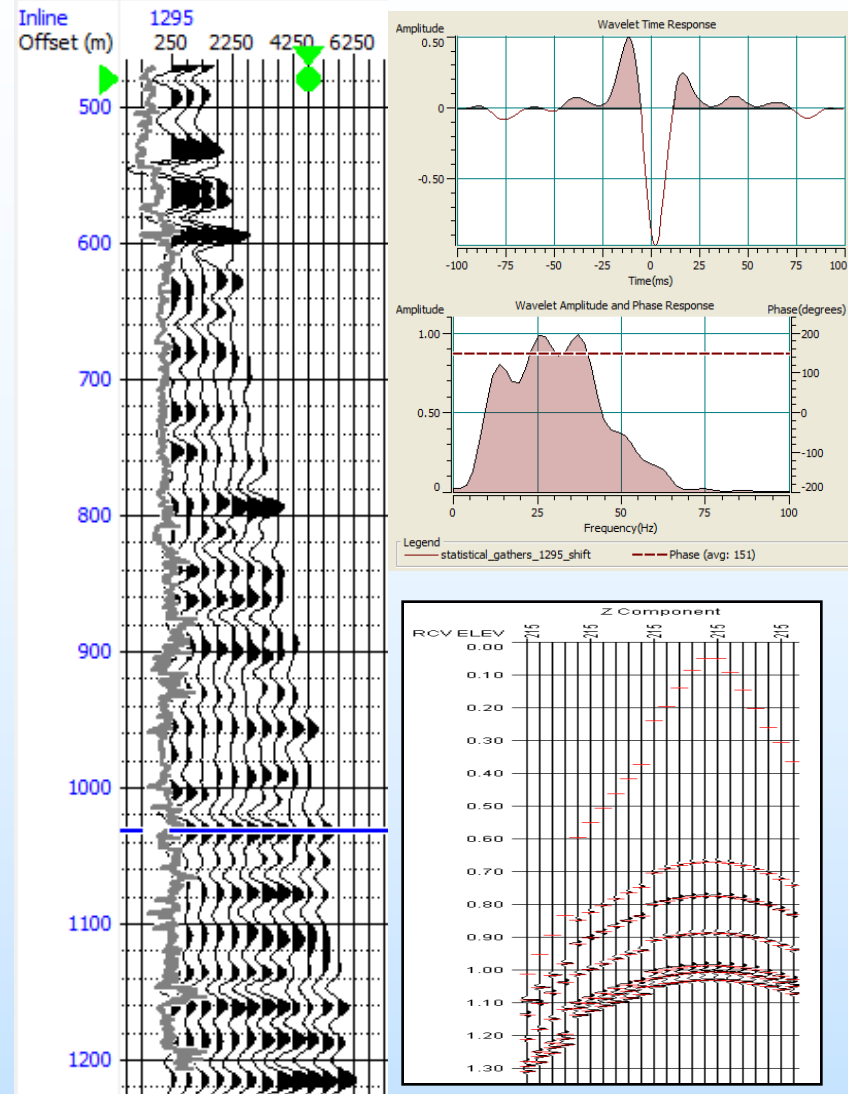 Inline 1295
Offset (m) 250 2250 4250 6250
500
600
700
800
900
1000
1100
1200
Wavelet Time Response
Amplitude
0.50
0
-0.50
-100 -75 -50 -25 0 25 50 75 100
Time(ms)
Wavelet Amplitude and Phase Response
Amplitude Phase(degrees)
1.00 200
100
0.50 0
-100
0 -200
0 25 50 75 100
Frequency(Hz)
Legend
statistical_gathers_1295_shift Phase (avg: 151)
Z Component
RCV ELEV 215 215 215 215 215
0.00
0.10
0.20
0.30
0.40
0.50
0.60
0.70
0.80
0.90
1.00
1.10
1.20
1.30